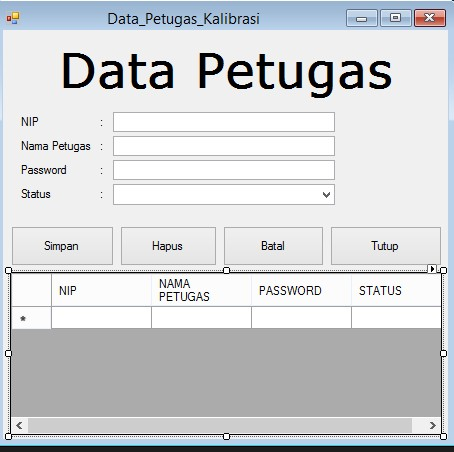 Data_Petugas_Kalibrasi
Data Petugas
NIP :
Nama Petugas :
Password :
Status :
Simpan Hapus Batal Tutup
NIP NAMA PETUGAS PASSWORD STATUS
*